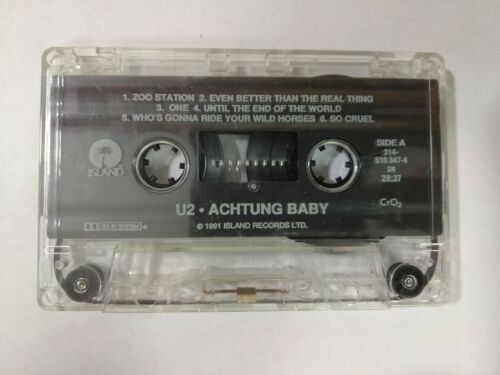 1. ZOO STATION 2. EVEN BETTER THAN THE REAL THING
3. ONE 4. UNTIL THE END OF THE WORLD
5. WHO'S GONNA RIDE YOUR WILD HORSES 6. SO CRUEL
ISLAND
SIDE A
314-
510 347-4
SR
28:37
CrO2
U2 • ACHTUNG BABY
℗ 1991 ISLAND RECORDS LTD.